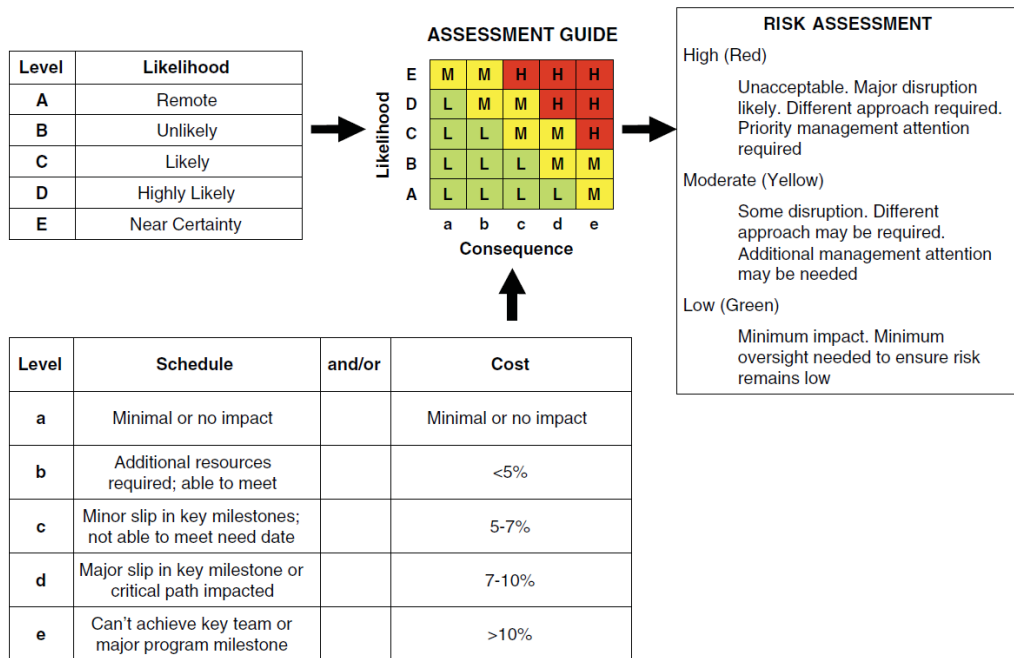 Level Likelihood
A Remote
B Unlikely
C Likely
D Highly Likely
E Near Certainty
ASSESSMENT GUIDE
Likelihood
E M M H H H
D L M M H H
C L L M M H
B L L L M M
A L L L L M
a b c d e
Consequence
RISK ASSESSMENT
High (Red)
Unacceptable. Major disruption
likely. Different approach required.
Priority management attention
required
Moderate (Yellow)
Some disruption. Different
approach may be required.
Additional management attention
may be needed
Low (Green)
Minimum impact. Minimum
oversight needed to ensure risk
remains low
Level Schedule and/or Cost
a Minimal or no impact Minimal or no impact
b Additional resources
required; able to meet <5%
c Minor slip in key milestones;
not able to meet need date 5-7%
d Major slip in key milestone or
critical path impacted 7-10%
e Can't achieve key team or
major program milestone >10%